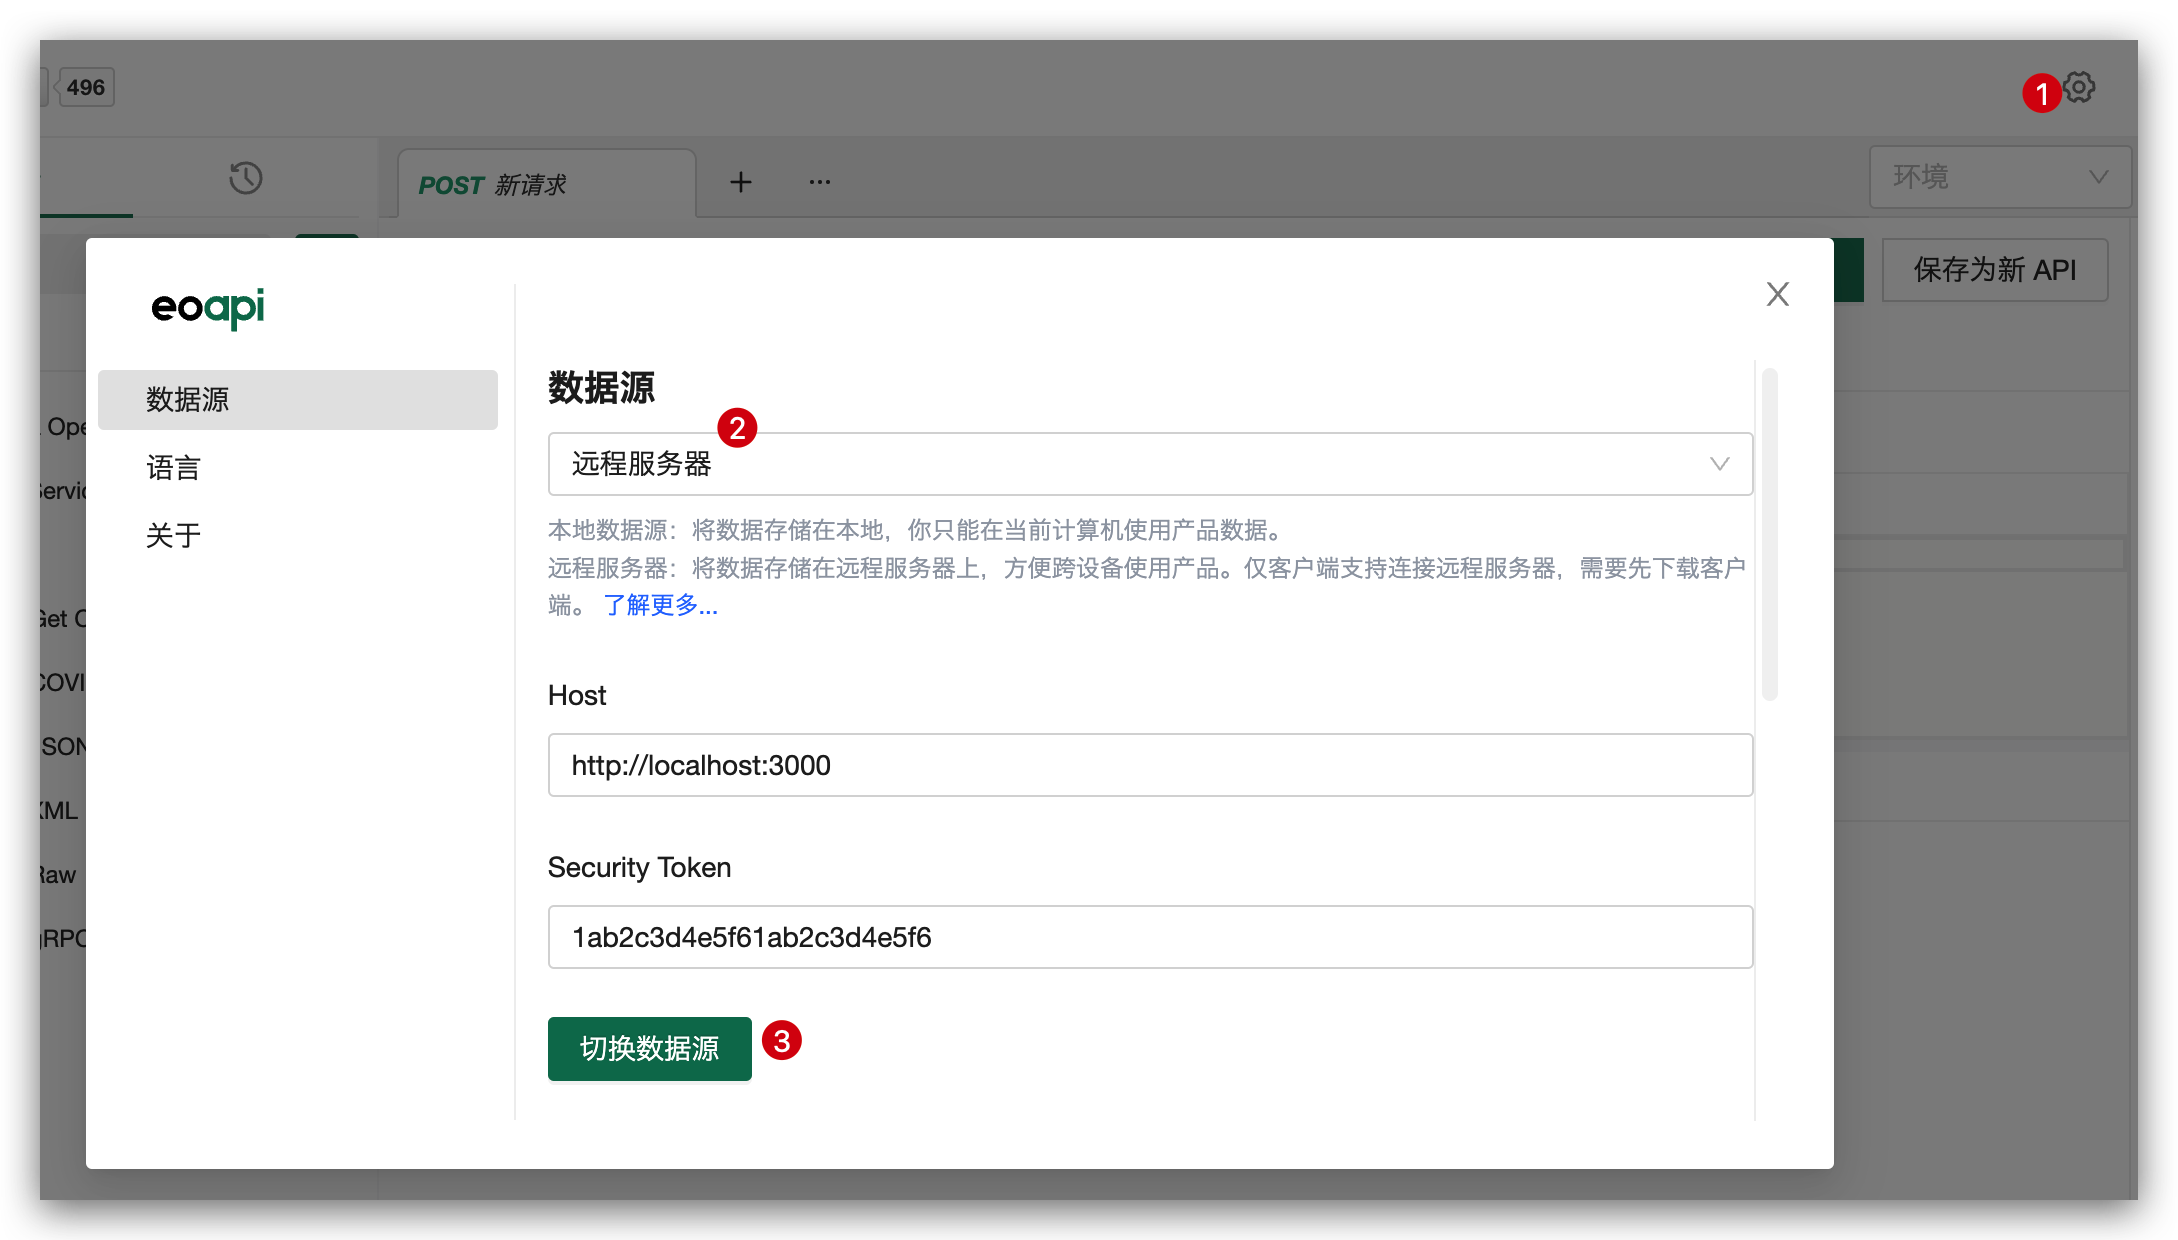 496
1
POST 新请求
环境
保存为新 API
eoapi
数据源
语言
关于
数据源
2
远程服务器
本地数据源：将数据存储在本地，你只能在当前计算机使用产品数据。
远程服务器：将数据存储在远程服务器上，方便跨设备使用产品。仅客户端支持连接远程服务器，需要先下载客户
端。 了解更多...
Host
http://localhost:3000
Security Token
1ab2c3d4e5f61ab2c3d4e5f6
切换数据源
3
Ope
Servic
Get C
COVI
SON
XML
Raw
gRPC